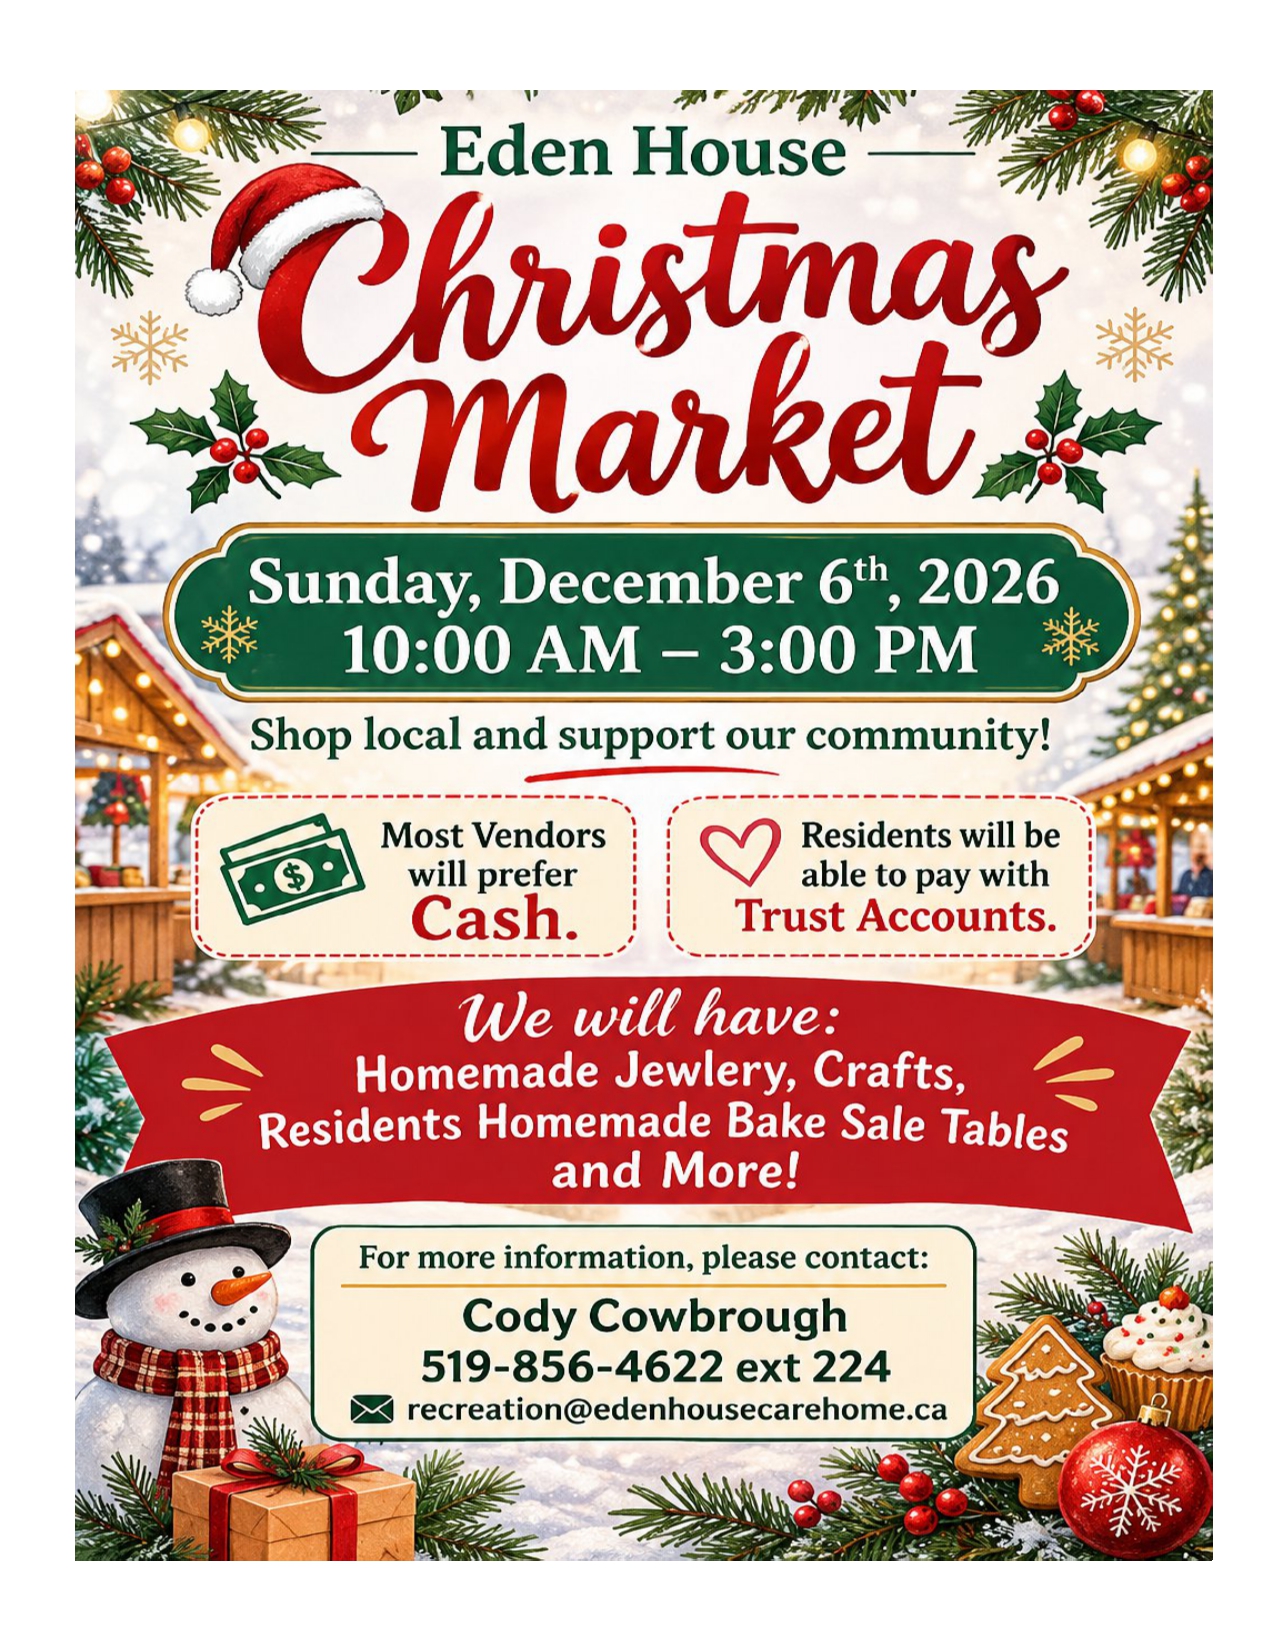 Eden House
Christmas
Market
Sunday, December 6th, 2026
10:00 AM – 3:00 PM
Shop local and support our community!
Most Vendors
will prefer
Cash.
Residents will be
able to pay with
Trust Accounts.
We will have:
Homemade Jewlery, Crafts,
Residents Homemade Bake Sale Tables
and More!
For more information, please contact:
Cody Cowbrough
519-856-4622 ext 224
recreation@edenhousecarehome.ca